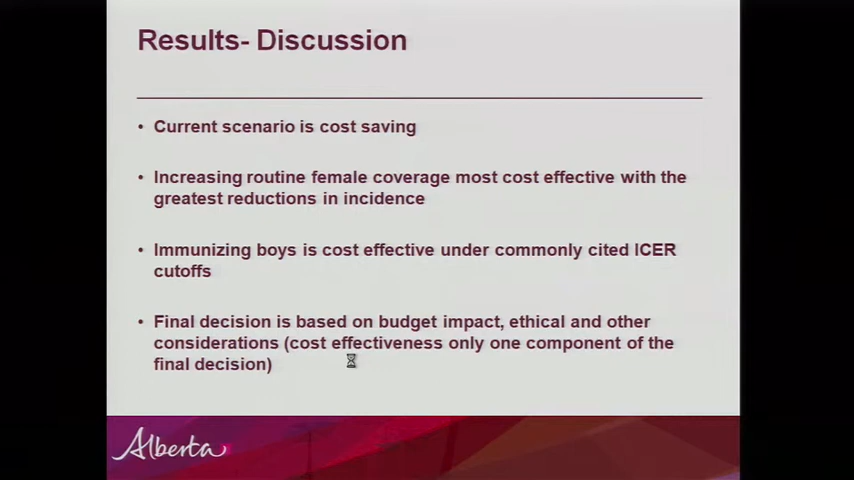 Results- Discussion
• Current scenario is cost saving
• Increasing routine female coverage most cost effective with the
greatest reductions in incidence
• Immunizing boys is cost effective under commonly cited ICER
cutoffs
• Final decision is based on budget impact, ethical and other
considerations (cost effectiveness only one component of the
final decision)
Alberta